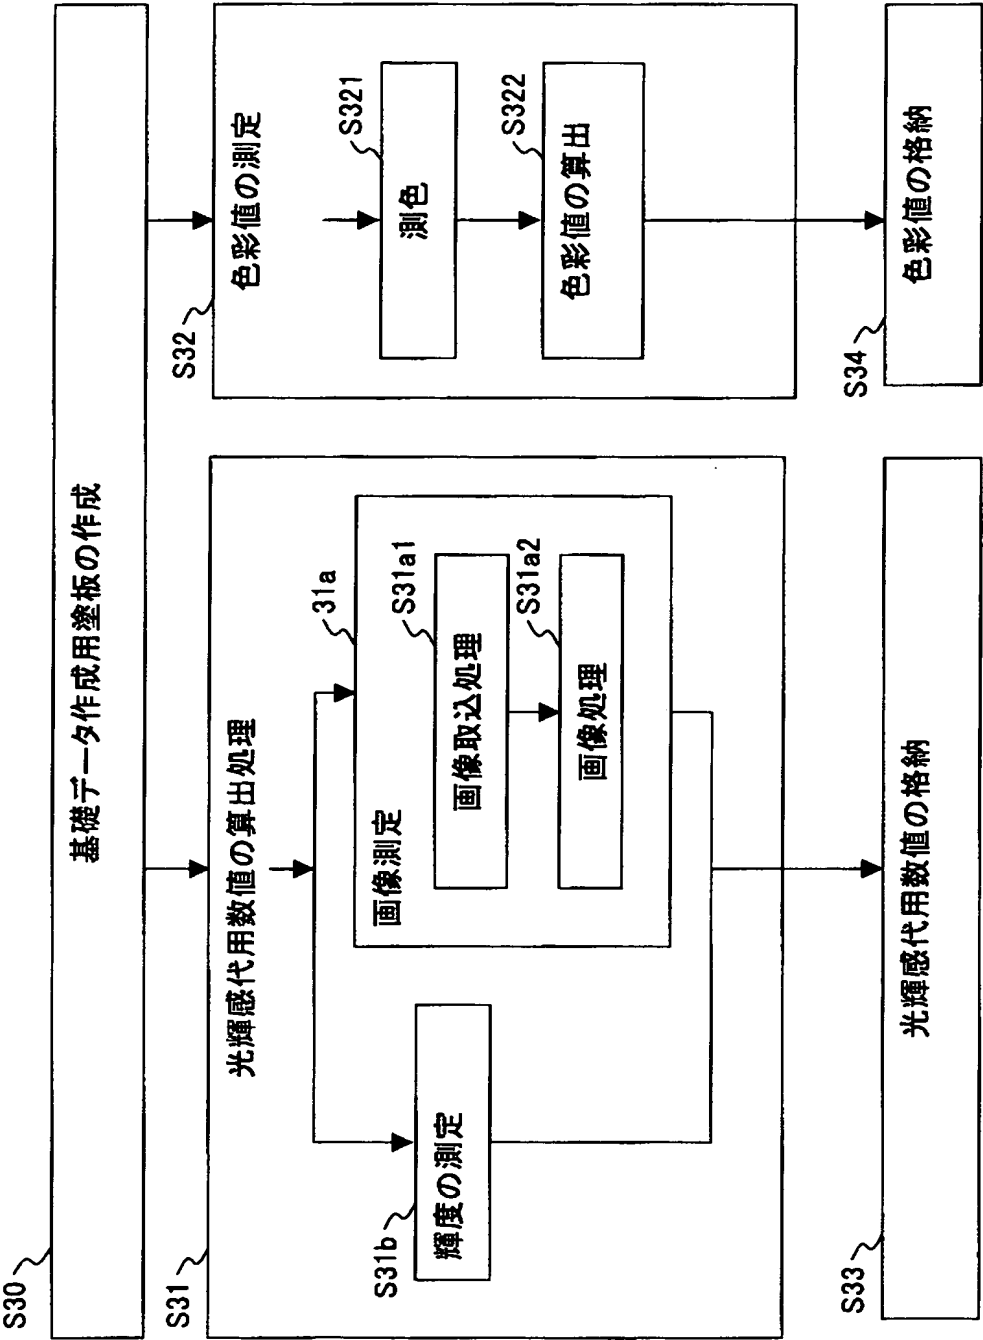 S30
基礎データ作成用塗板の作成
S31
光輝感代用数値の算出処理
S31b
輝度の測定
31a
画像測定
S31a1
画像取込処理
S31a2
画像処理
S32
色彩値の測定
S321
測色
S322
色彩値の算出
S33
光輝感代用数値の格納
S34
色彩値の格納